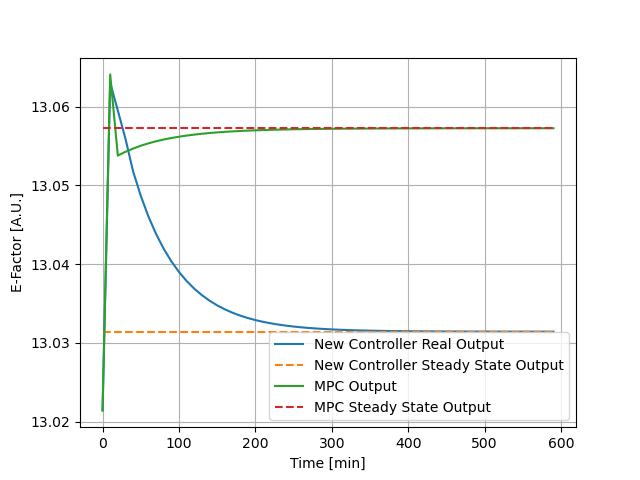 13.06
13.05
13.04
13.03
13.02
E-Factor [A.U.]
0
100
200
300
400
500
600
Time [min]
New Controller Real Output
New Controller Steady State Output
MPC Output
MPC Steady State Output